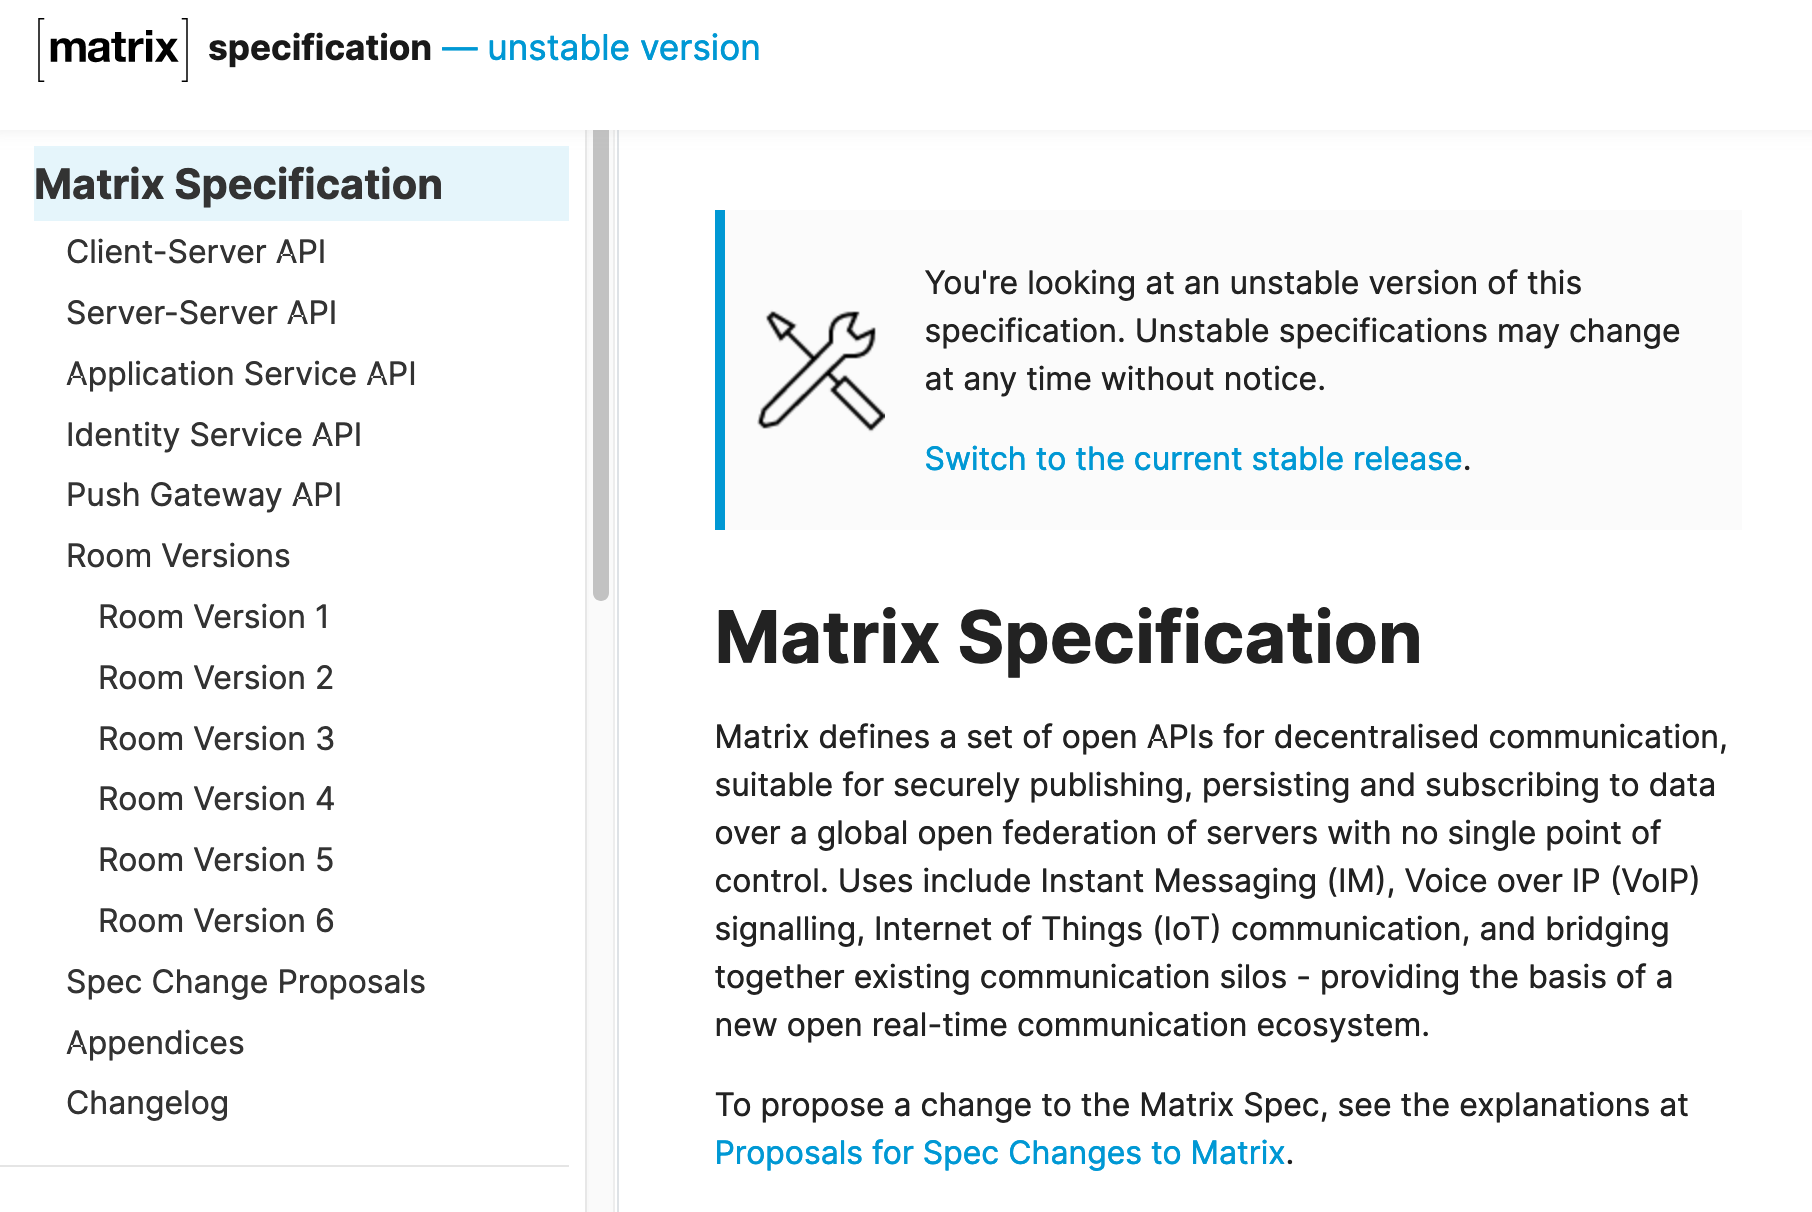 [matrix] specification — unstable version
Matrix Specification
Client-Server API
Server-Server API
Application Service API
Identity Service API
Push Gateway API
Room Versions
Room Version 1
Room Version 2
Room Version 3
Room Version 4
Room Version 5
Room Version 6
Spec Change Proposals
Appendices
Changelog
You're looking at an unstable version of this
specification. Unstable specifications may change
at any time without notice.
Switch to the current stable release.
Matrix Specification
Matrix defines a set of open APIs for decentralised communication,
suitable for securely publishing, persisting and subscribing to data
over a global open federation of servers with no single point of
control. Uses include Instant Messaging (IM), Voice over IP (VoIP)
signalling, Internet of Things (IoT) communication, and bridging
together existing communication silos - providing the basis of a
new open real-time communication ecosystem.
To propose a change to the Matrix Spec, see the explanations at
Proposals for Spec Changes to Matrix.